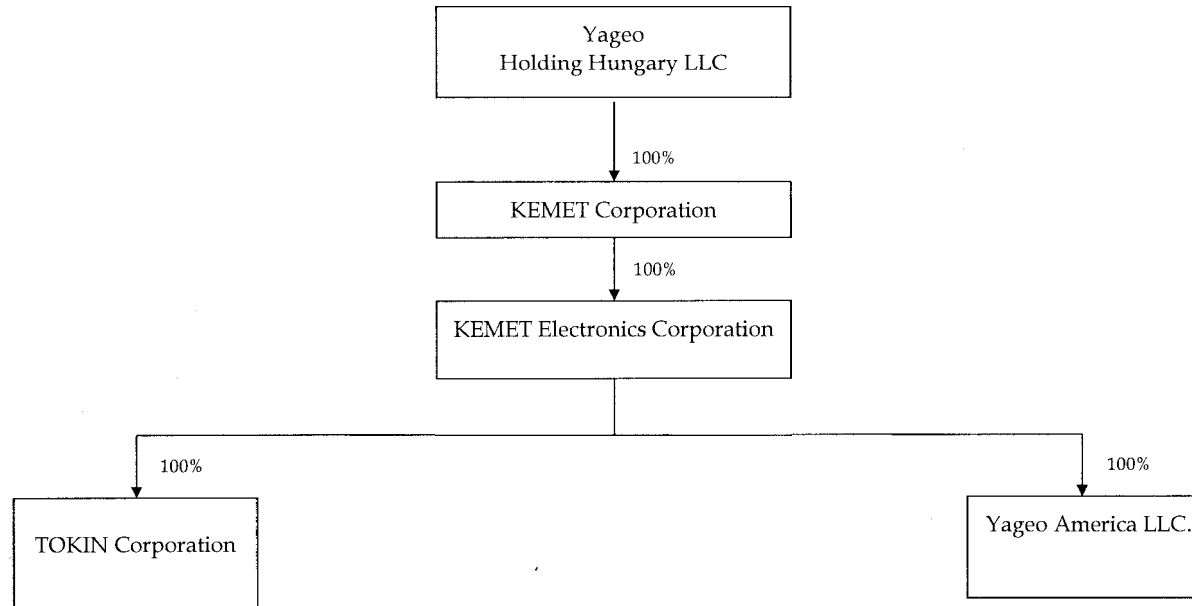 Yageo
Holding Hungary LLC
100%
KEMET Corporation
100%
KEMET Electronics Corporation
100%
100%
TOKIN Corporation
Yageo America LLC.